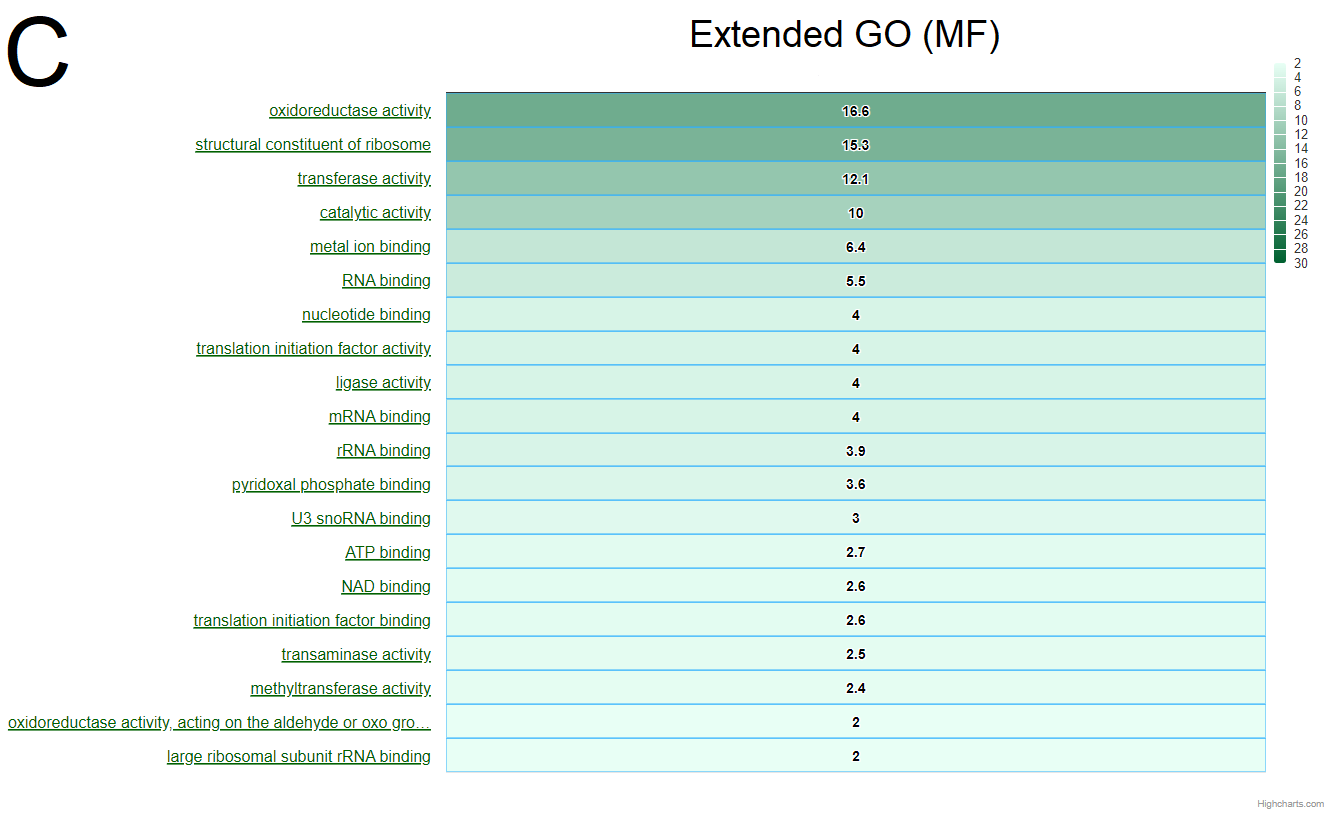 C
Extended GO (MF)
oxidoreductase activity 16.6
structural constituent of ribosome 15.3
transferase activity 12.1
catalytic activity 10
metal ion binding 6.4
RNA binding 5.5
nucleotide binding 4
translation initiation factor activity 4
ligase activity 4
mRNA binding 4
rRNA binding 3.9
pyridoxal phosphate binding 3.6
U3 snoRNA binding 3
ATP binding 2.7
NAD binding 2.6
translation initiation factor binding 2.6
transaminase activity 2.5
methyltransferase activity 2.4
oxidoreductase activity, acting on the aldehyde or oxo gro… 2
large ribosomal subunit rRNA binding 2
2
4
6
8
10
12
14
16
18
20
22
24
26
28
30
Highcharts.com